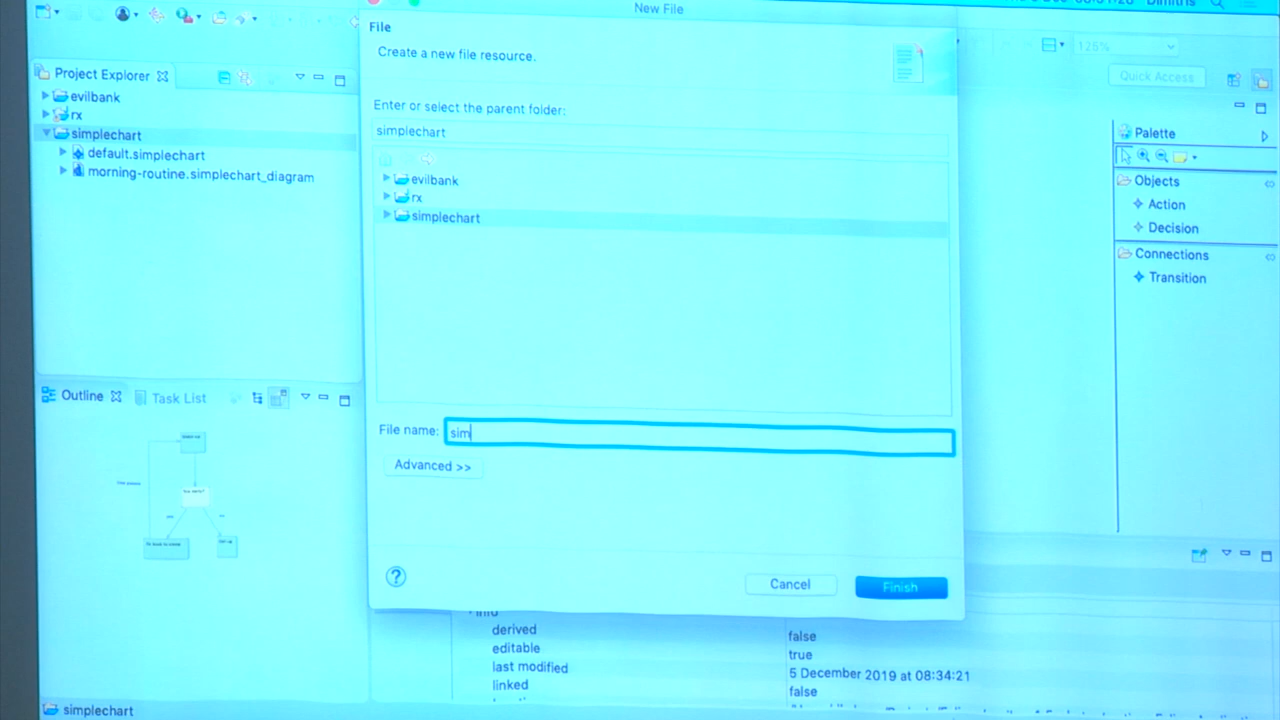 New File
Dimitris
File
Create a new file resource.
125%
Quick Access
Project Explorer
evilbank
rx
simplechart
default.simplechart
morning-routine.simplechart_diagram
Enter or select the parent folder:
simplechart
evilbank
rx
simplechart
Palette
Objects
Action
Decision
Connections
Transition
Outline
Task List
File name: sim
Advanced >>
?
Cancel
Finish
derived
false
editable
true
last modified
5 December 2019 at 08:34:21
linked
false
simplechart